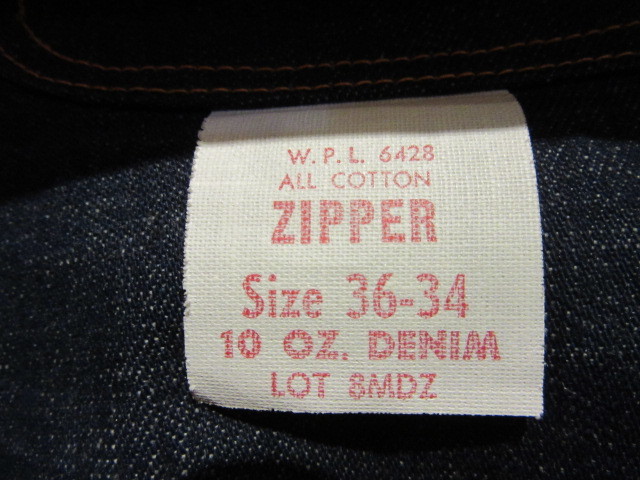 W. P. L. 6428
ALL COTTON
ZIPPER
Size 36-34
10 OZ. DENIM
LOT 8MDZ